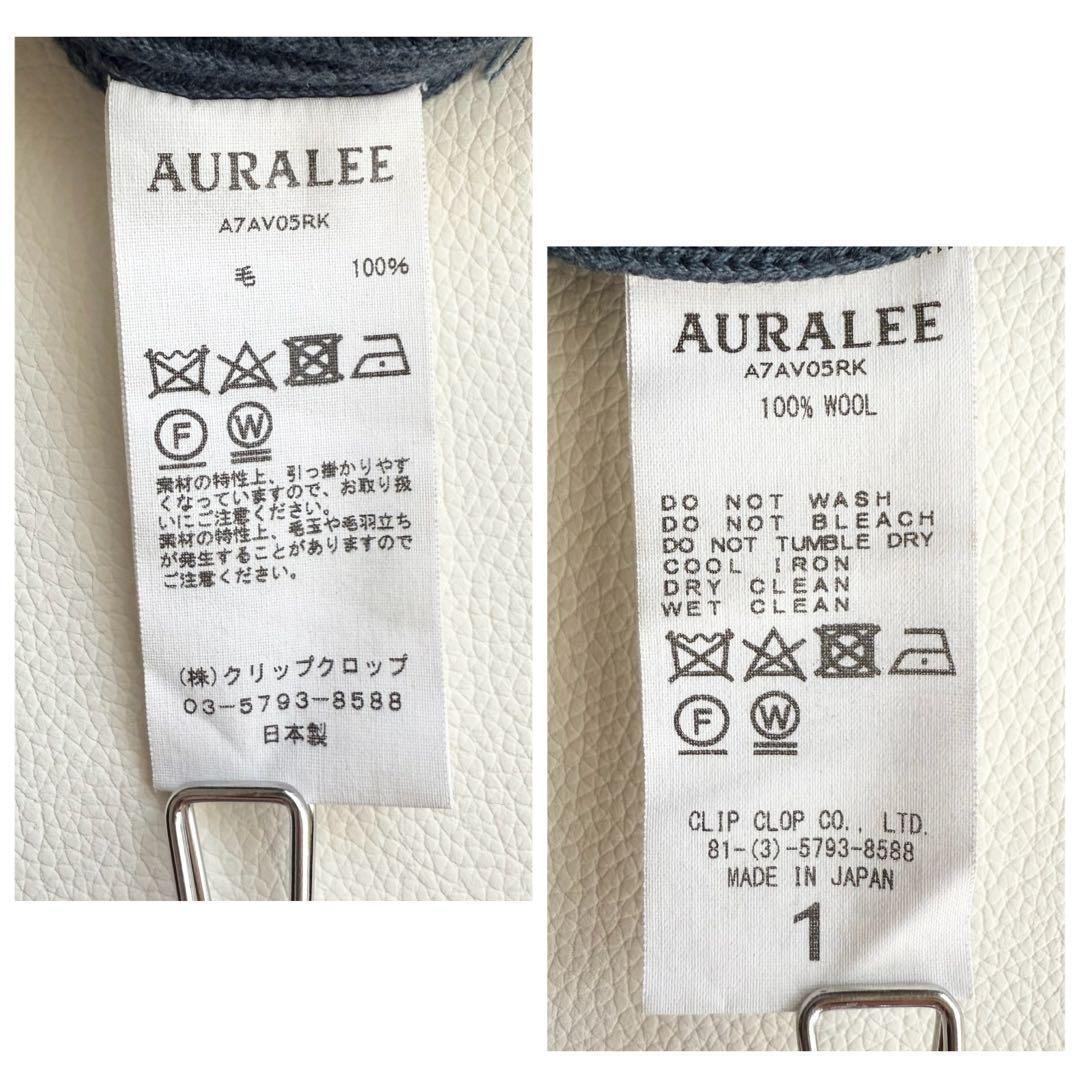 AURALEE
A7AV05RK
毛 100%
F W
素材の特性上、引っ掛かりやす
くなっていますので、お取り扱
いにご注意ください。
素材の特性上、毛玉や毛羽立ち
が発生することがありますので
ご注意ください。
(株)クリップクロップ
03-5793-8588
日本製
AURALEE
A7AV05RK
100% WOOL
DO NOT WASH
DO NOT BLEACH
DO NOT TUMBLE DRY
COOL IRON
DRY CLEAN
WET CLEAN
F W
CLIP CLOP CO., LTD.
81-(3)-5793-8588
MADE IN JAPAN
1